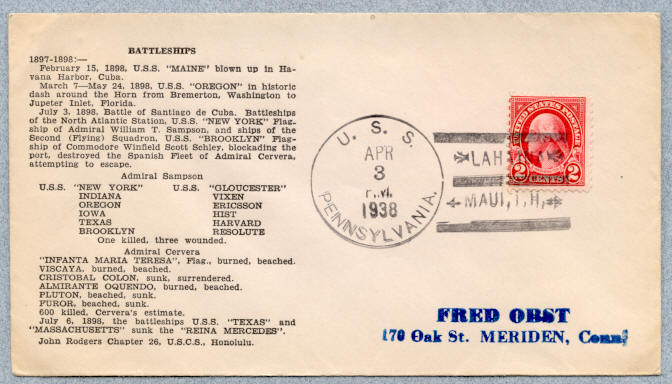 BATTLESHIPS
1897-1898:—
February 15, 1898, U.S.S. "MAINE" blown up in Ha-
vana Harbor, Cuba.
March 7—May 24, 1898, U.S.S. "OREGON" in historic
dash around the Horn from Bremerton, Washington to
Jupeter Inlet, Florida.
July 3, 1898, Battle of Santiago de Cuba. Battleships
of the North Atlantic Station, U.S.S. "NEW YORK" Flag-
ship of Admiral William T. Sampson, and ships of the
Second (Flying) Squadron, U.S.S. "BROOKLYN" Flag-
ship of Commodore Winfield Scott Schley, blockading the
port, destroyed the Spanish Fleet of Admiral Cervera,
attempting to escape.
Admiral Sampson
U.S.S. "NEW YORK" U.S.S. "GLOUCESTER"
INDIANA VIXEN
OREGON ERICSSON
IOWA HIST
TEXAS HARVARD
BROOKLYN RESOLUTE
One killed, three wounded.
Admiral Cervera
"INFANTA MARIA TERESA", Flag., burned, beached.
VISCAYA, burned, beached.
CRISTOBAL COLON, sunk, surrendered.
ALMIRANTE OQUENDO, burned, beached.
PLUTON, beached, sunk.
FUROR, beached, sunk.
600 killed. Cervera's estimate.
July 6, 1898, the battleships U.S.S. "TEXAS" and
"MASSACHUSETTS" sunk the "REINA MERCEDES".
John Rodgers Chapter 26, U.S.C.S., Honolulu.
U. S. S.
APR
3
P.M.
1938
PENNSYLVANIA.
LAHAINA
MAUI, T.H.
UNITED STATES POSTAGE
2 CENTS 2
FRED OBST
170 Oak St. MERIDEN, Conn.